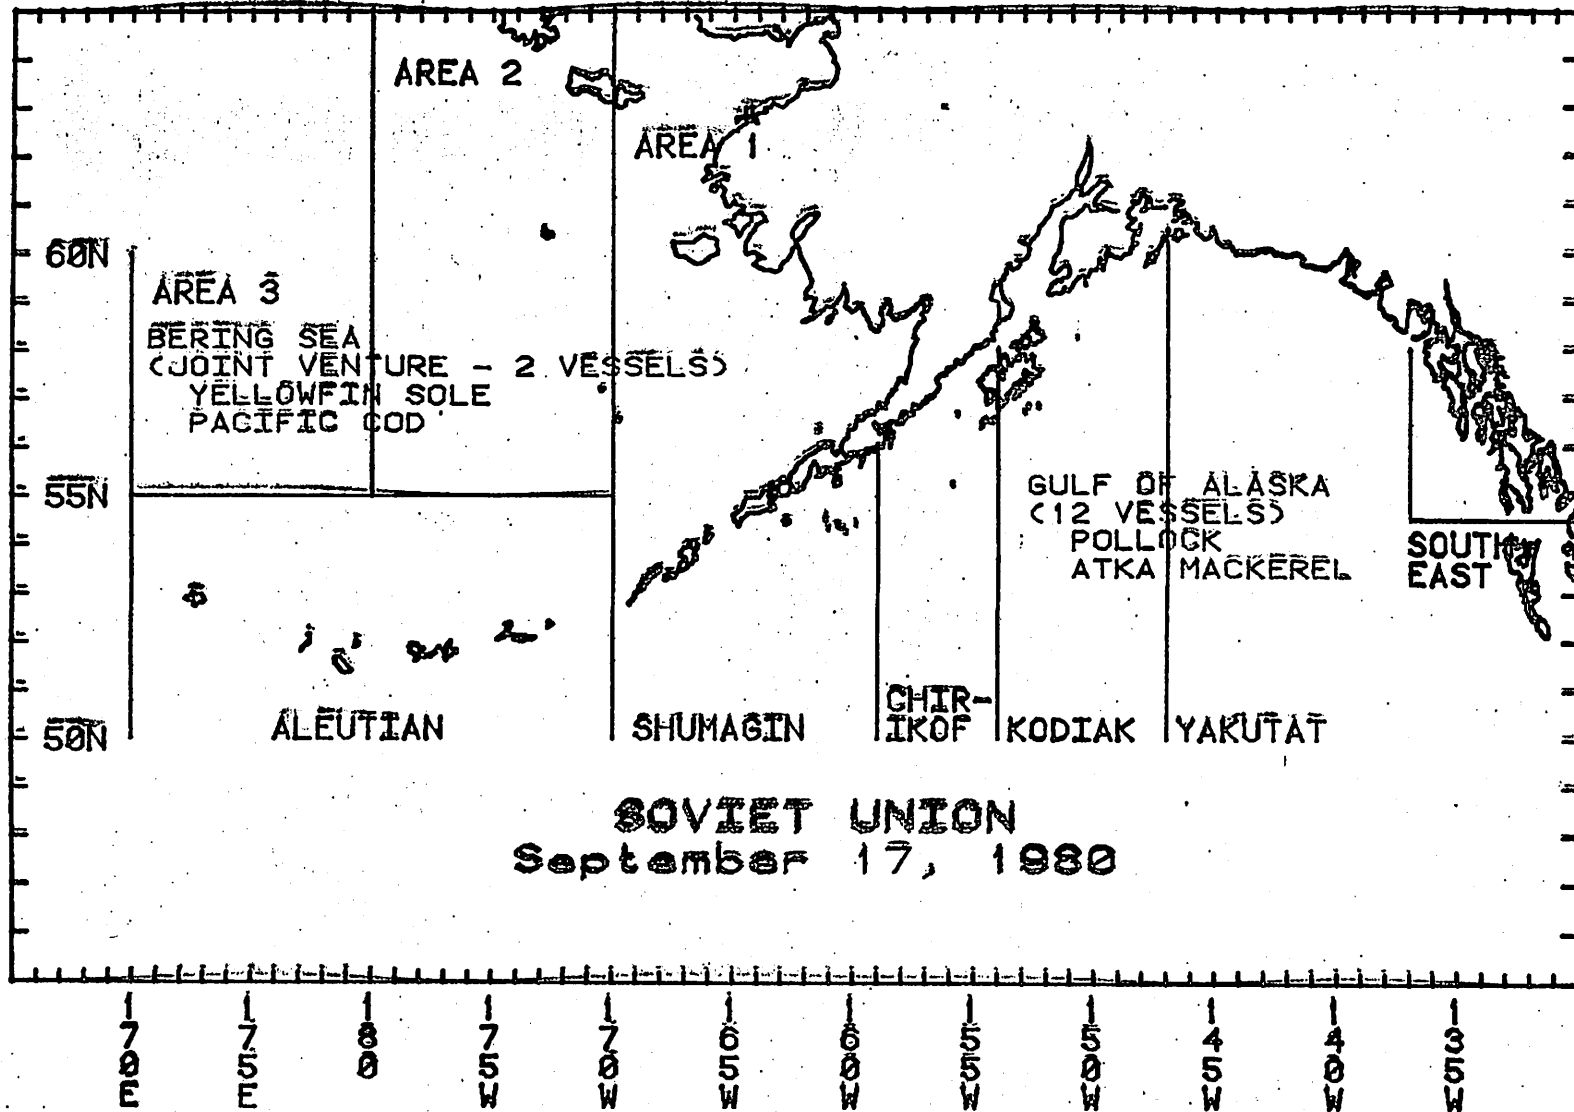 AREA 2
AREA 1
60N
AREA 3
BERING SEA
(JOINT VENTURE - 2 VESSELS)
YELLOWFIN SOLE
PACIFIC COD
55N
GULF OF ALASKA
(12 VESSELS)
POLLOCK
ATKA MACKEREL
SOUTH
EAST
50N
ALEUTIAN
SHUMAGIN
CHIR-
IKOF
KODIAK
YAKUTAT
SOVIET UNION
September 17, 1980
170E
175E
180
175W
170W
165W
160W
155W
150W
145W
140W
135W